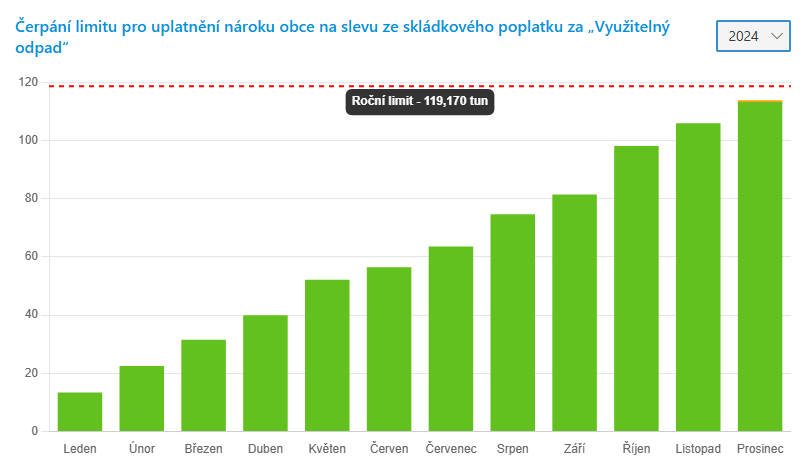 Čerpání limitu pro uplatnění nároku obce na slevu ze skládkového poplatku za „Využitelný
odpad“
2024
120
Roční limit - 119,170 tun
100
80
60
40
20
0
Leden Únor Březen Duben Květen Červen Červenec Srpen Září Říjen Listopad Prosinec